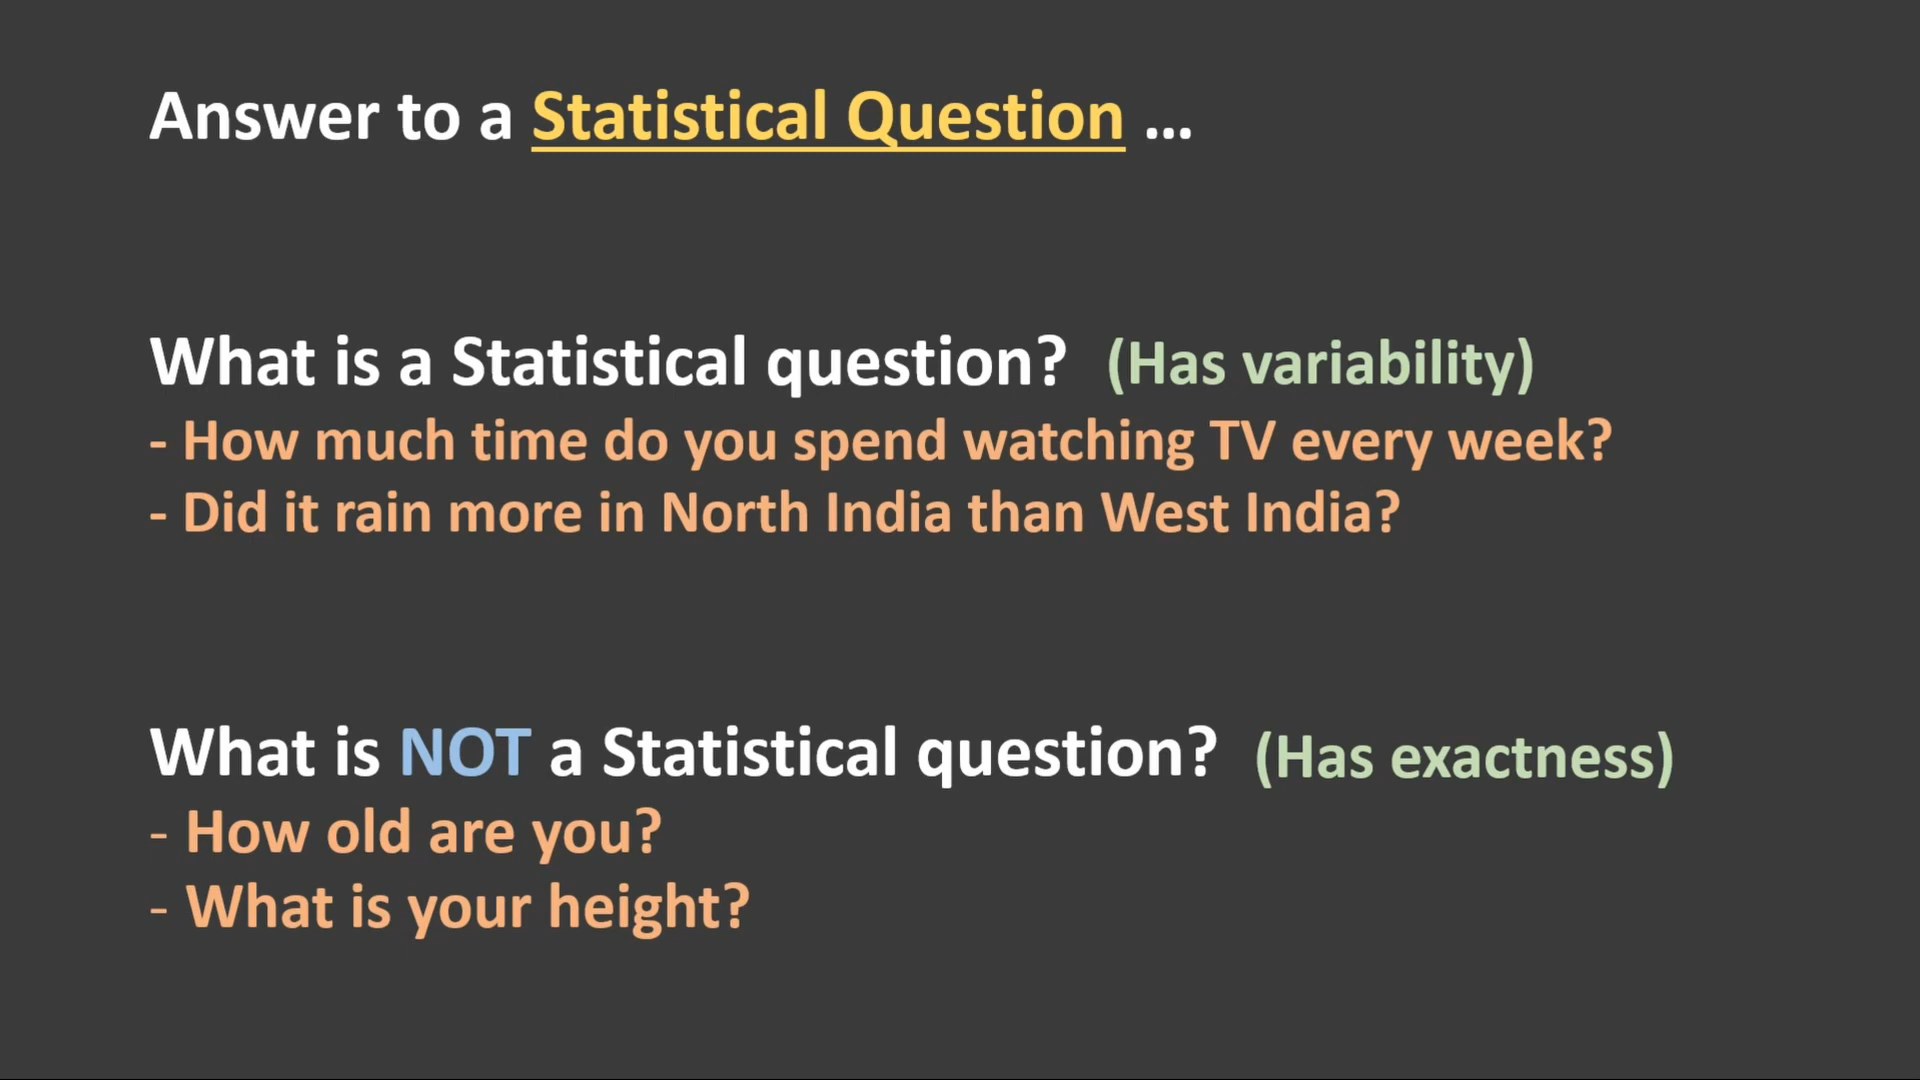 Answer to a Statistical Question ...
What is a Statistical question? (Has variability)
- How much time do you spend watching TV every week?
- Did it rain more in North India than West India?
What is NOT a Statistical question? (Has exactness)
- How old are you?
- What is your height?